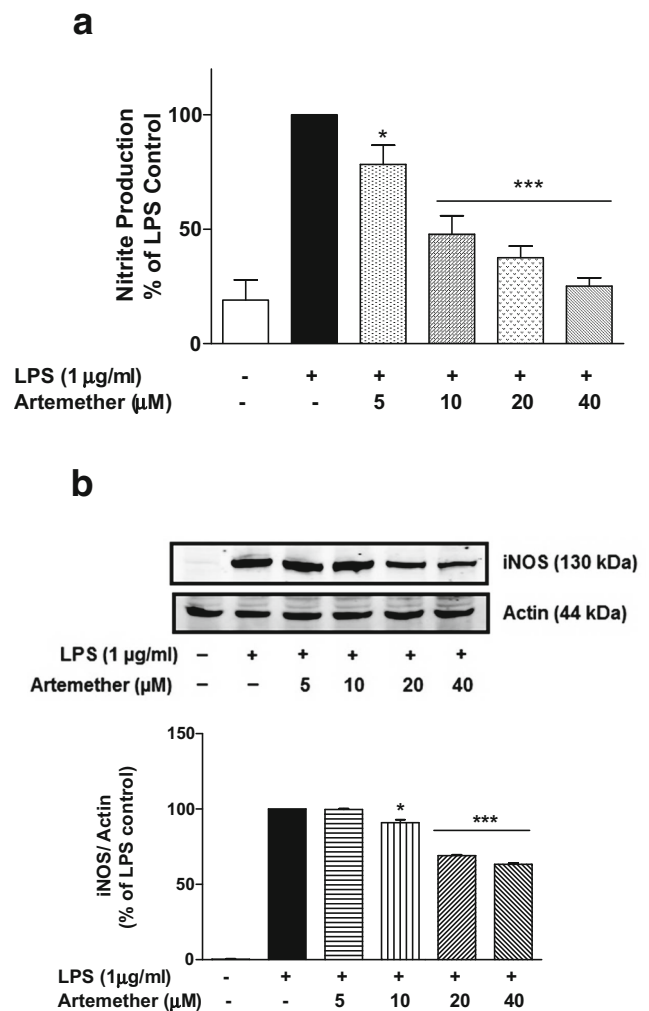 a
Nitrite Production
% of LPS Control
100
50
0
*
***
LPS (1 μg/ml) - + + + + +
Artemether (μM) - - 5 10 20 40
b
iNOS (130 kDa)
Actin (44 kDa)
LPS (1 μg/ml) – + + + + +
Artemether (μM) – – 5 10 20 40
iNOS/ Actin
(% of LPS control)
150
100
50
0
*
***
LPS (1μg/ml) - + + + + +
Artemether (μM) - - 5 10 20 40